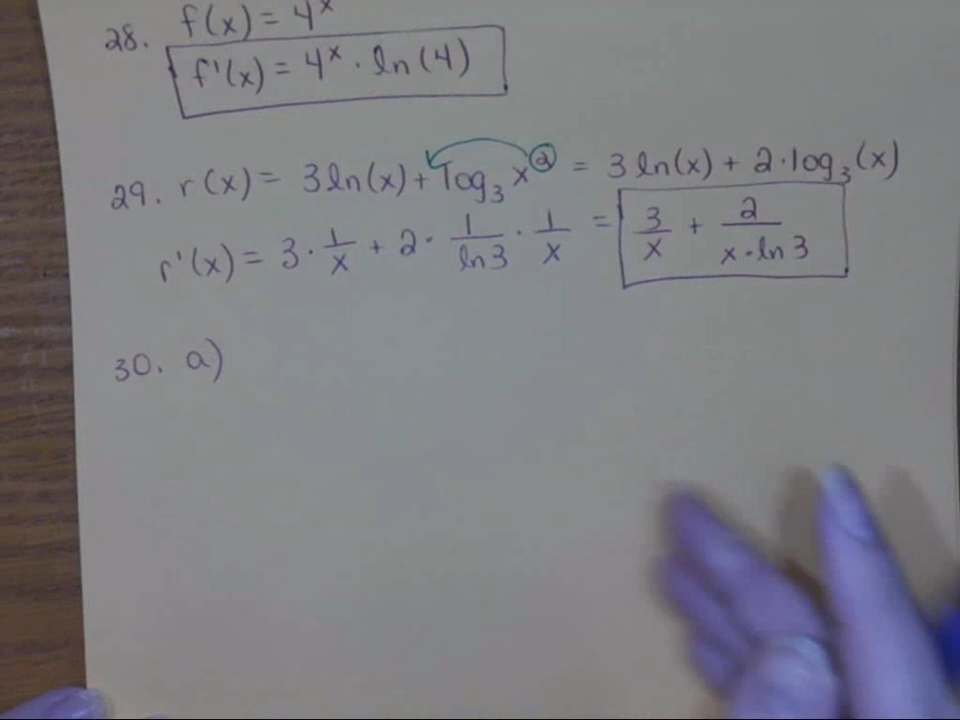 28. f(x) = 4^x
f'(x) = 4^x · ln(4)
29. r(x) = 3ln(x) + log₃ x^② = 3ln(x) + 2·log₃(x)
r'(x) = 3 · 1/x + 2 · 1/ln3 · 1/x = 3/x + 2/(x·ln3)
30. a)